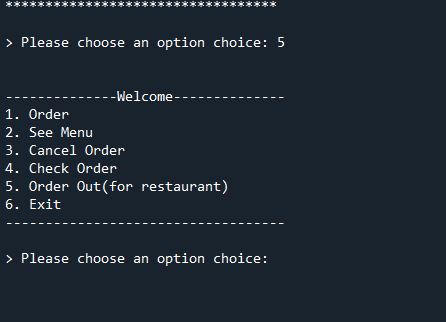 **********************************
> Please choose an option choice: 5
--------------Welcome--------------
1. Order
2. See Menu
3. Cancel Order
4. Check Order
5. Order Out(for restaurant)
6. Exit
-----------------------------------
> Please choose an option choice: